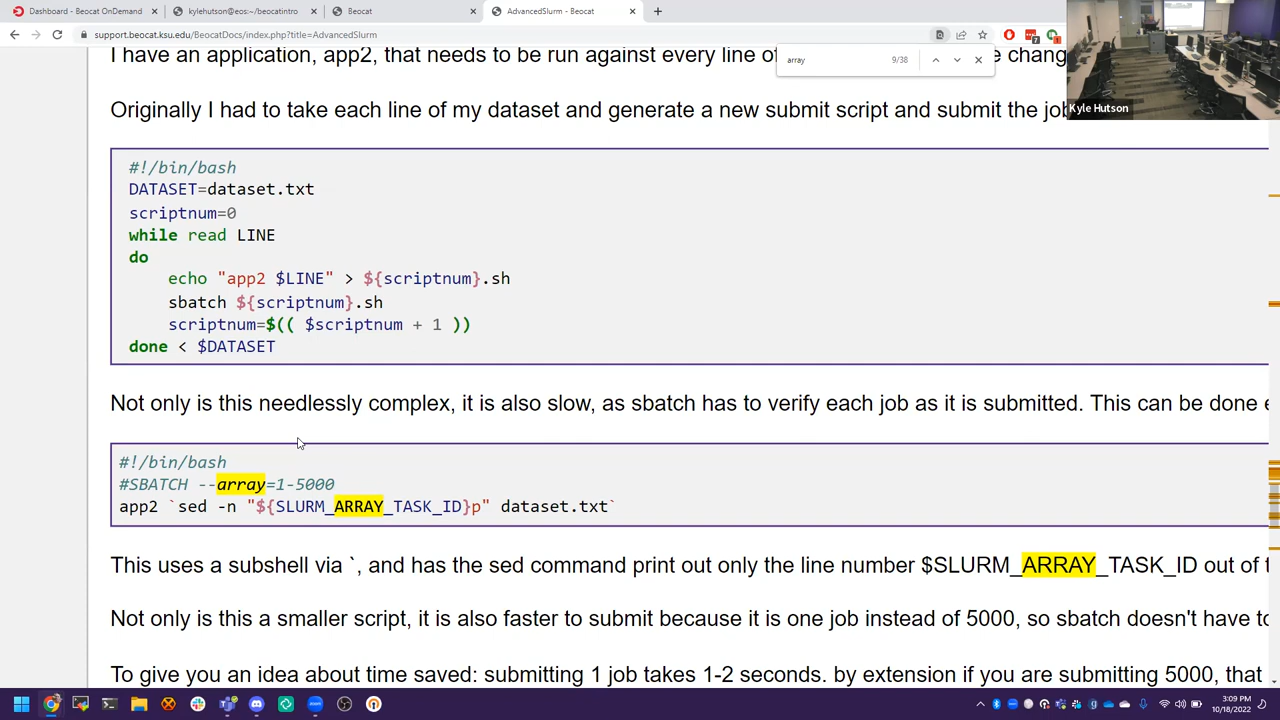 Dashboard - Beocat OnDemand
kylehutson@eos:~/beocatintro
Beocat
AdvancedSlurm - Beocat
support.beocat.ksu.edu/BeocatDocs/index.php?title=AdvancedSlurm
array 9/38
Kyle Hutson
I have an application, app2, that needs to be run against every line of
Originally I had to take each line of my dataset and generate a new submit script and submit the job
#!/bin/bash
DATASET=dataset.txt
scriptnum=0
while read LINE
do
echo "app2 $LINE" > ${scriptnum}.sh
sbatch ${scriptnum}.sh
scriptnum=$(( $scriptnum + 1 ))
done < $DATASET
Not only is this needlessly complex, it is also slow, as sbatch has to verify each job as it is submitted. This can be done e
#!/bin/bash
#SBATCH --array=1-5000
app2 `sed -n "${SLURM_ARRAY_TASK_ID}p" dataset.txt`
This uses a subshell via `, and has the sed command print out only the line number $SLURM_ARRAY_TASK_ID out of t
Not only is this a smaller script, it is also faster to submit because it is one job instead of 5000, so sbatch doesn't have to
To give you an idea about time saved: submitting 1 job takes 1-2 seconds. by extension if you are submitting 5000, that
3:09 PM
10/18/2022